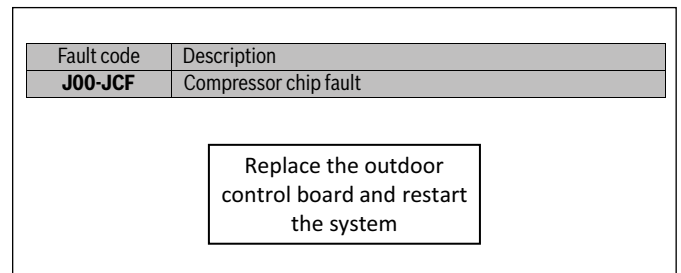 Fault code Description
J00-JCF Compressor chip fault
Replace the outdoor
control board and restart
the system